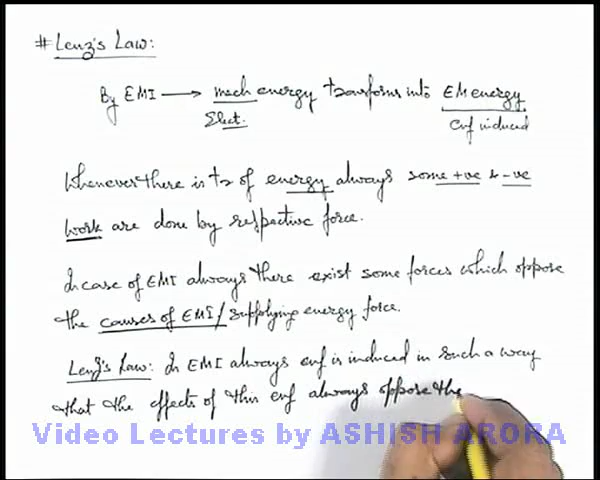 # Lenz's Law:
By EMI → mech energy transforms into EM energy
Elect. emf induced
Whenever there is t/2 of energy always some +ve & -ve
work are done by respective force.
In case of EMI always there exist some forces which oppose
the causes of EMI / supplying energy force.
Lenz's Law: In EMI always emf is induced in such a way
that the effects of this emf always oppose the
Video Lectures by ASHISH ARORA